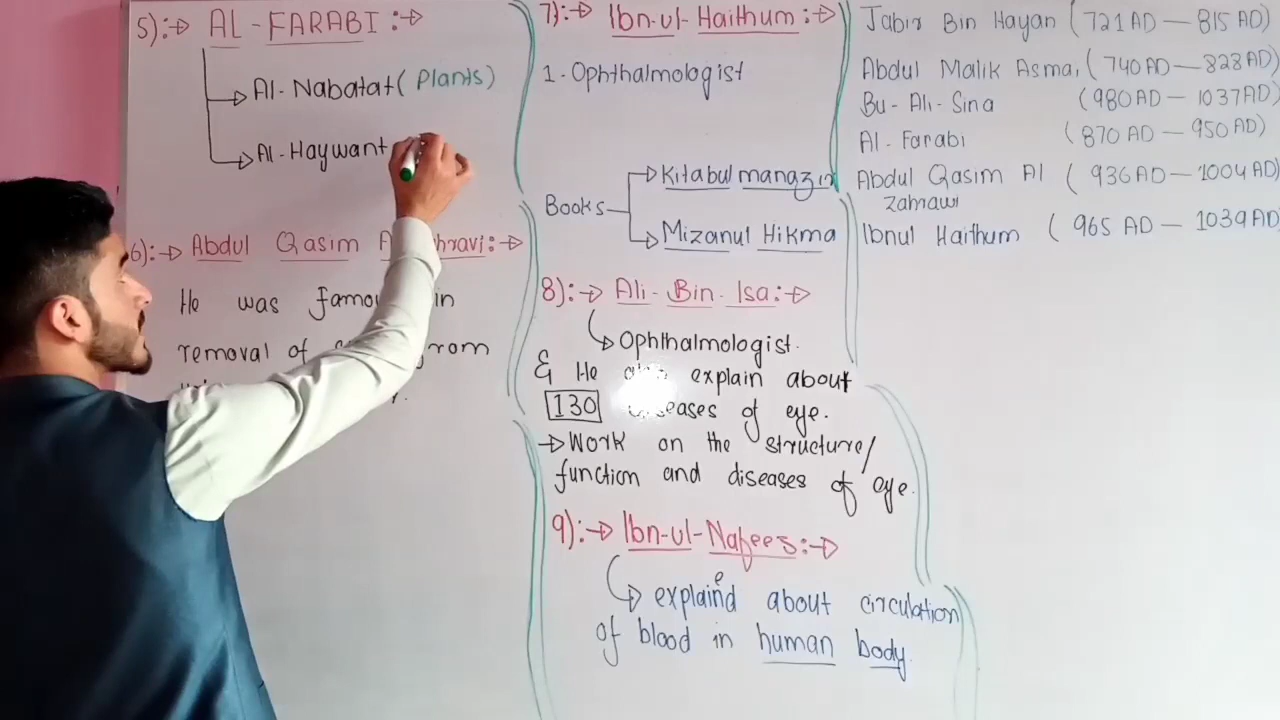 5):→ AL-FARABI :→
Al-Nabatat ( Plants )
Al-Haywant
6):→ Abdul Qasim
He was in
removal of from
7):→ Ibn-ul-Haithum :→
1 - Ophthalmologist
Books
Kitabul manazin
Mizanul Hikma
8):→ Ali-Bin-Isa :→
Ophthalmologist.
& He explain about
130 diseases of eye.
→ Work on the structure/
function and diseases of eye.
9):→ Ibn-ul-Nafees :→
explained about circulation
of blood in human body.
Jabir Bin Hayan ( 721 AD — 815 AD)
Abdul Malik Asma, ( 740 AD — 828 AD)
Bu-Ali-Sina (980 AD — 1037 AD)
Al-Farabi ( 870 AD — 950 AD)
Abdul Qasim Al ( 936 AD — 1004 AD)
Zahrawi
Ibnul Haithum ( 965 AD — 1039 AD)